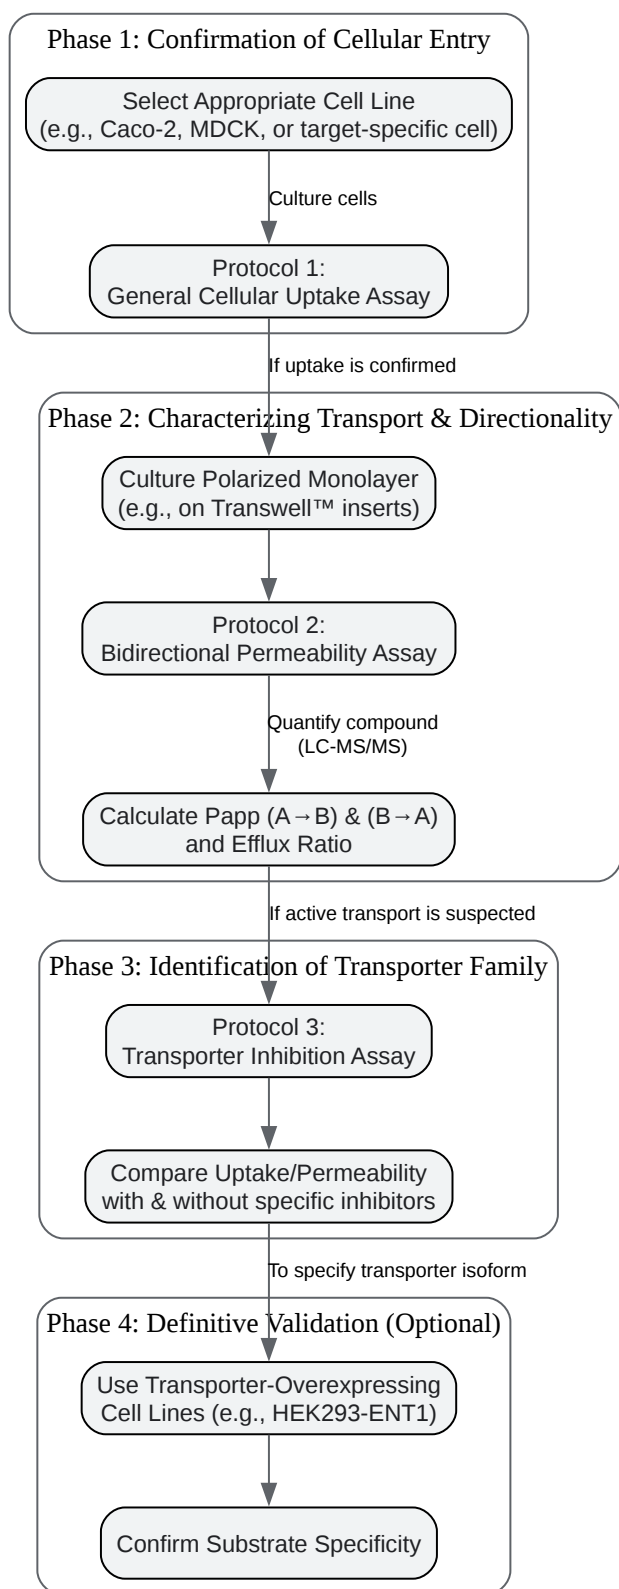 Phase 1: Confirmation of Cellular Entry
Select Appropriate Cell Line
(e.g., Caco-2, MDCK, or target-specific cell)
Culture cells
Protocol 1:
General Cellular Uptake Assay
If uptake is confirmed
Phase 2: Characterizing Transport & Directionality
Culture Polarized Monolayer
(e.g., on Transwell™ inserts)
Protocol 2:
Bidirectional Permeability Assay
Quantify compound
(LC-MS/MS)
Calculate Papp (A→B) & (B→A)
and Efflux Ratio
If active transport is suspected
Phase 3: Identification of Transporter Family
Protocol 3:
Transporter Inhibition Assay
Compare Uptake/Permeability
with & without specific inhibitors
To specify transporter isoform
Phase 4: Definitive Validation (Optional)
Use Transporter-Overexpressing
Cell Lines (e.g., HEK293-ENT1)
Confirm Substrate Specificity